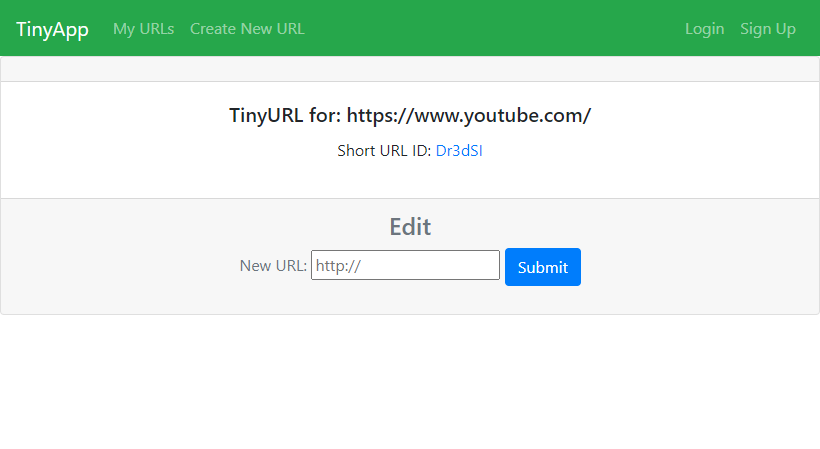 TinyApp My URLs Create New URL Login Sign Up
TinyURL for: https://www.youtube.com/
Short URL ID: Dr3dSI
Edit
New URL: http:// Submit